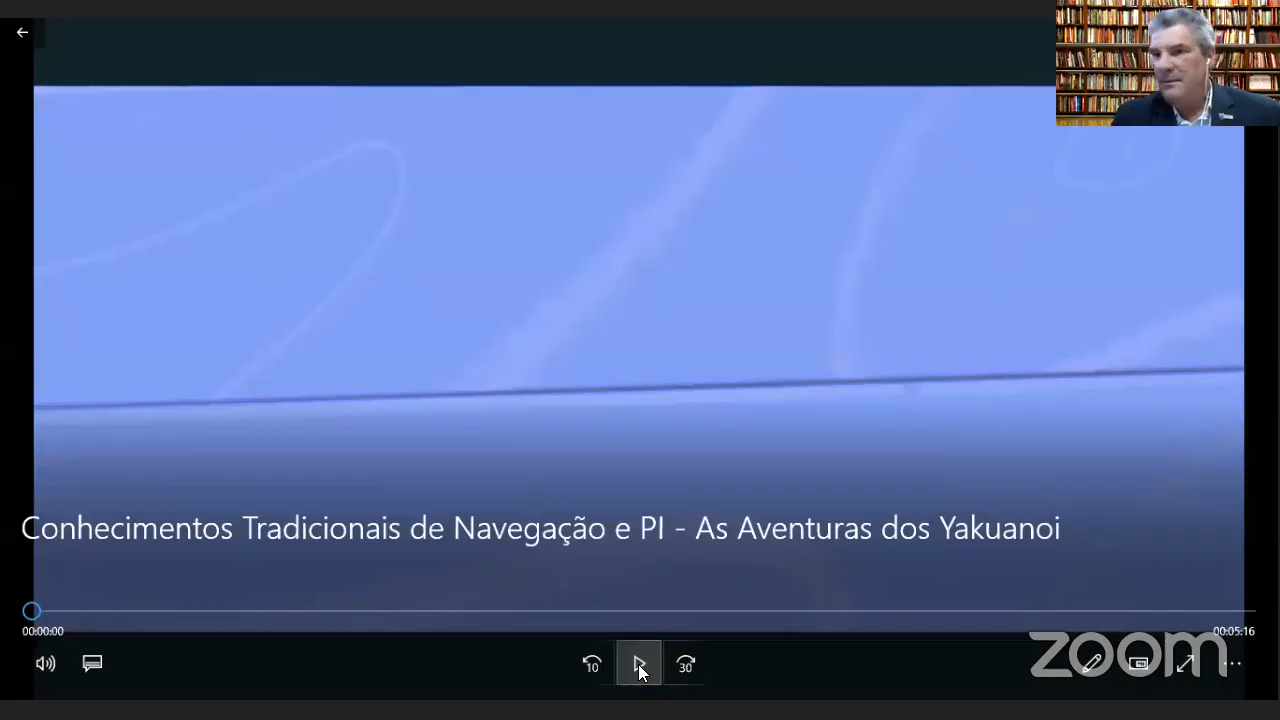 Conhecimentos Tradicionais de Navegação e PI - As Aventuras dos Yakuanoi
00:00:00
00:05:16
10
30
zoom